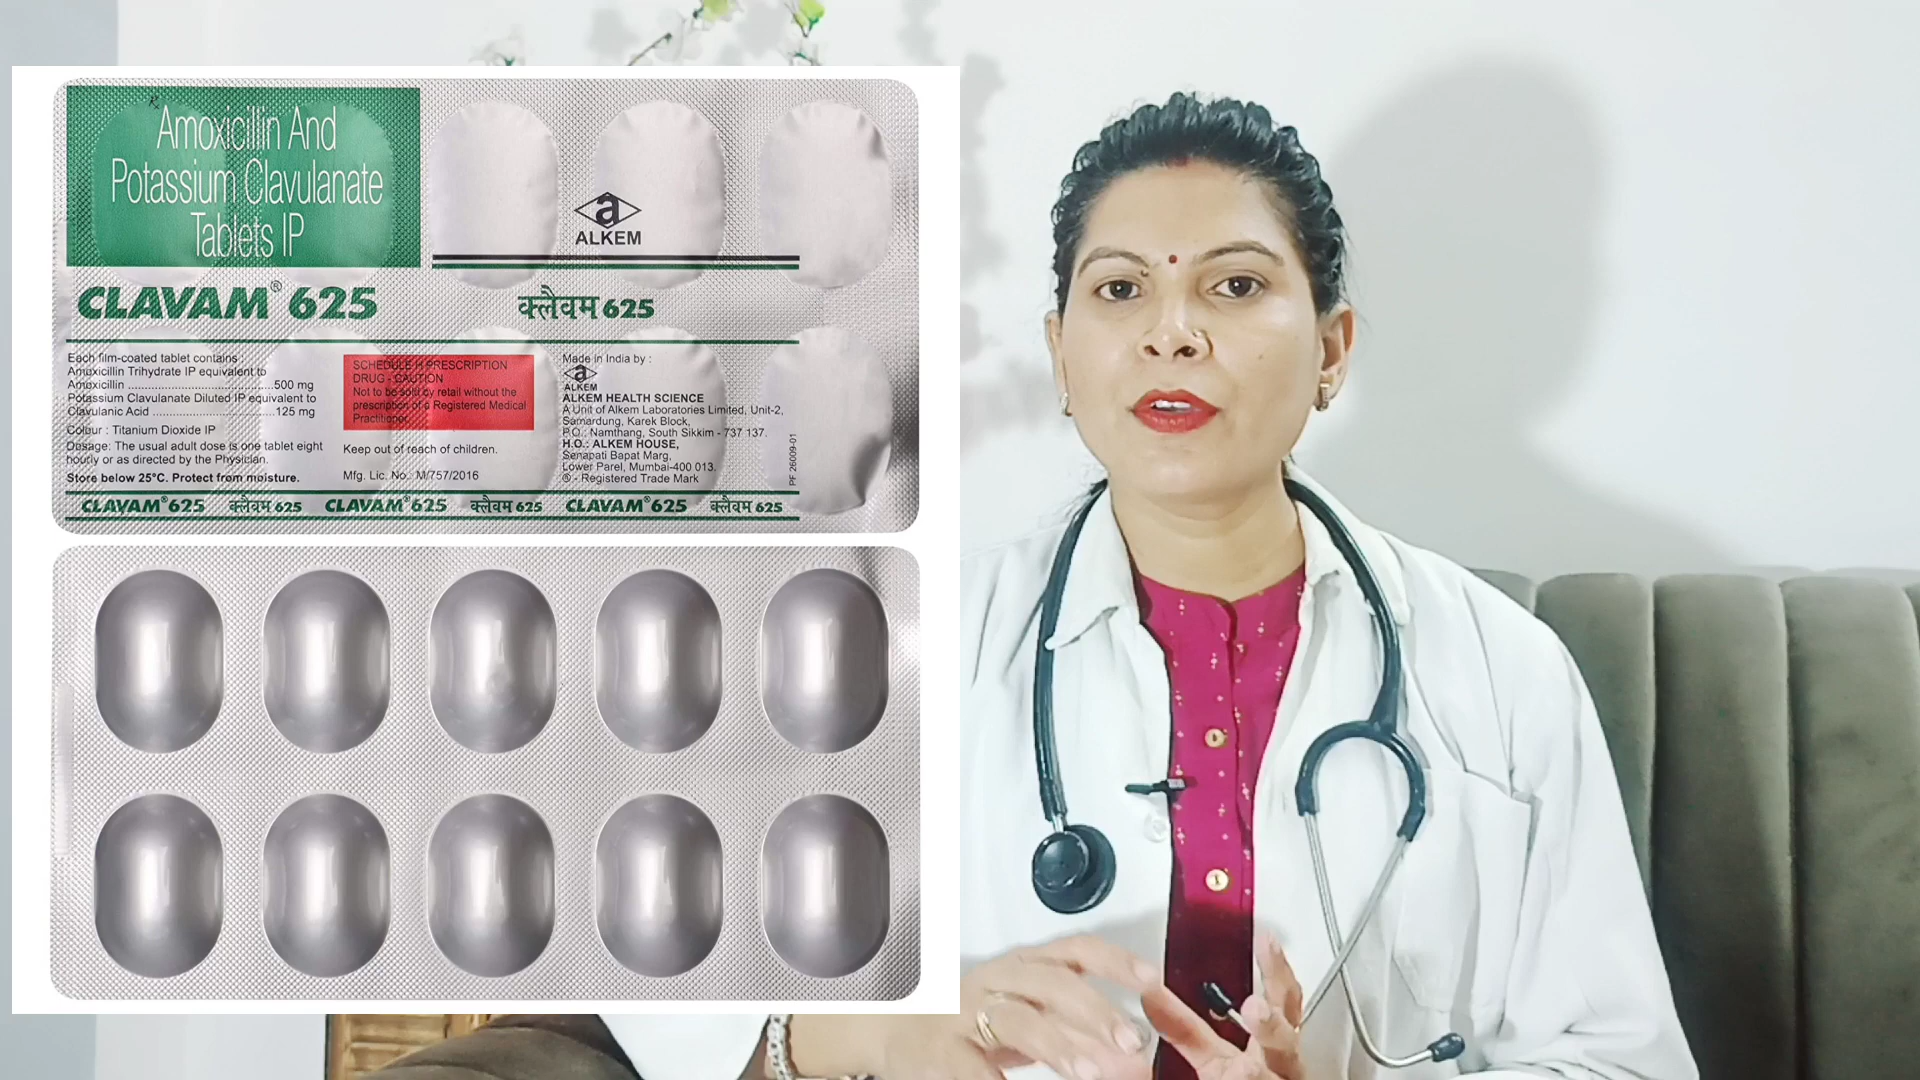 Rx
Amoxicillin And
Potassium Clavulanate
Tablets IP
a
ALKEM
CLAVAM® 625
क्लैवम 625
Each film-coated tablet contains :
Amoxicillin Trihydrate IP equivalent to
Amoxicillin ....................................500 mg
Potassium Clavulanate Diluted IP equivalent to
Clavulanic Acid ..............................125 mg
Colour : Titanium Dioxide IP
Dosage: The usual adult dose is one tablet eight
hourly or as directed by the Physician.
Store below 25°C. Protect from moisture.
SCHEDULE H PRESCRIPTION
DRUG - CAUTION
Not to be sold by retail without the
prescription of a Registered Medical
Practitioner.
Keep out of reach of children.
Mfg. Lic. No.: M/757/2016
Made in India by :
a
ALKEM
ALKEM HEALTH SCIENCE
A Unit of Alkem Laboratories Limited, Unit-2,
Samardung, Karek Block,
P.O.: Namthang, South Sikkim - 737 137.
H.O.: ALKEM HOUSE,
Senapati Bapat Marg,
Lower Parel, Mumbai-400 013.
® - Registered Trade Mark
PF 26009-01
CLAVAM® 625 क्लैवम 625 CLAVAM® 625 क्लैवम 625 CLAVAM® 625 क्लैवम 625